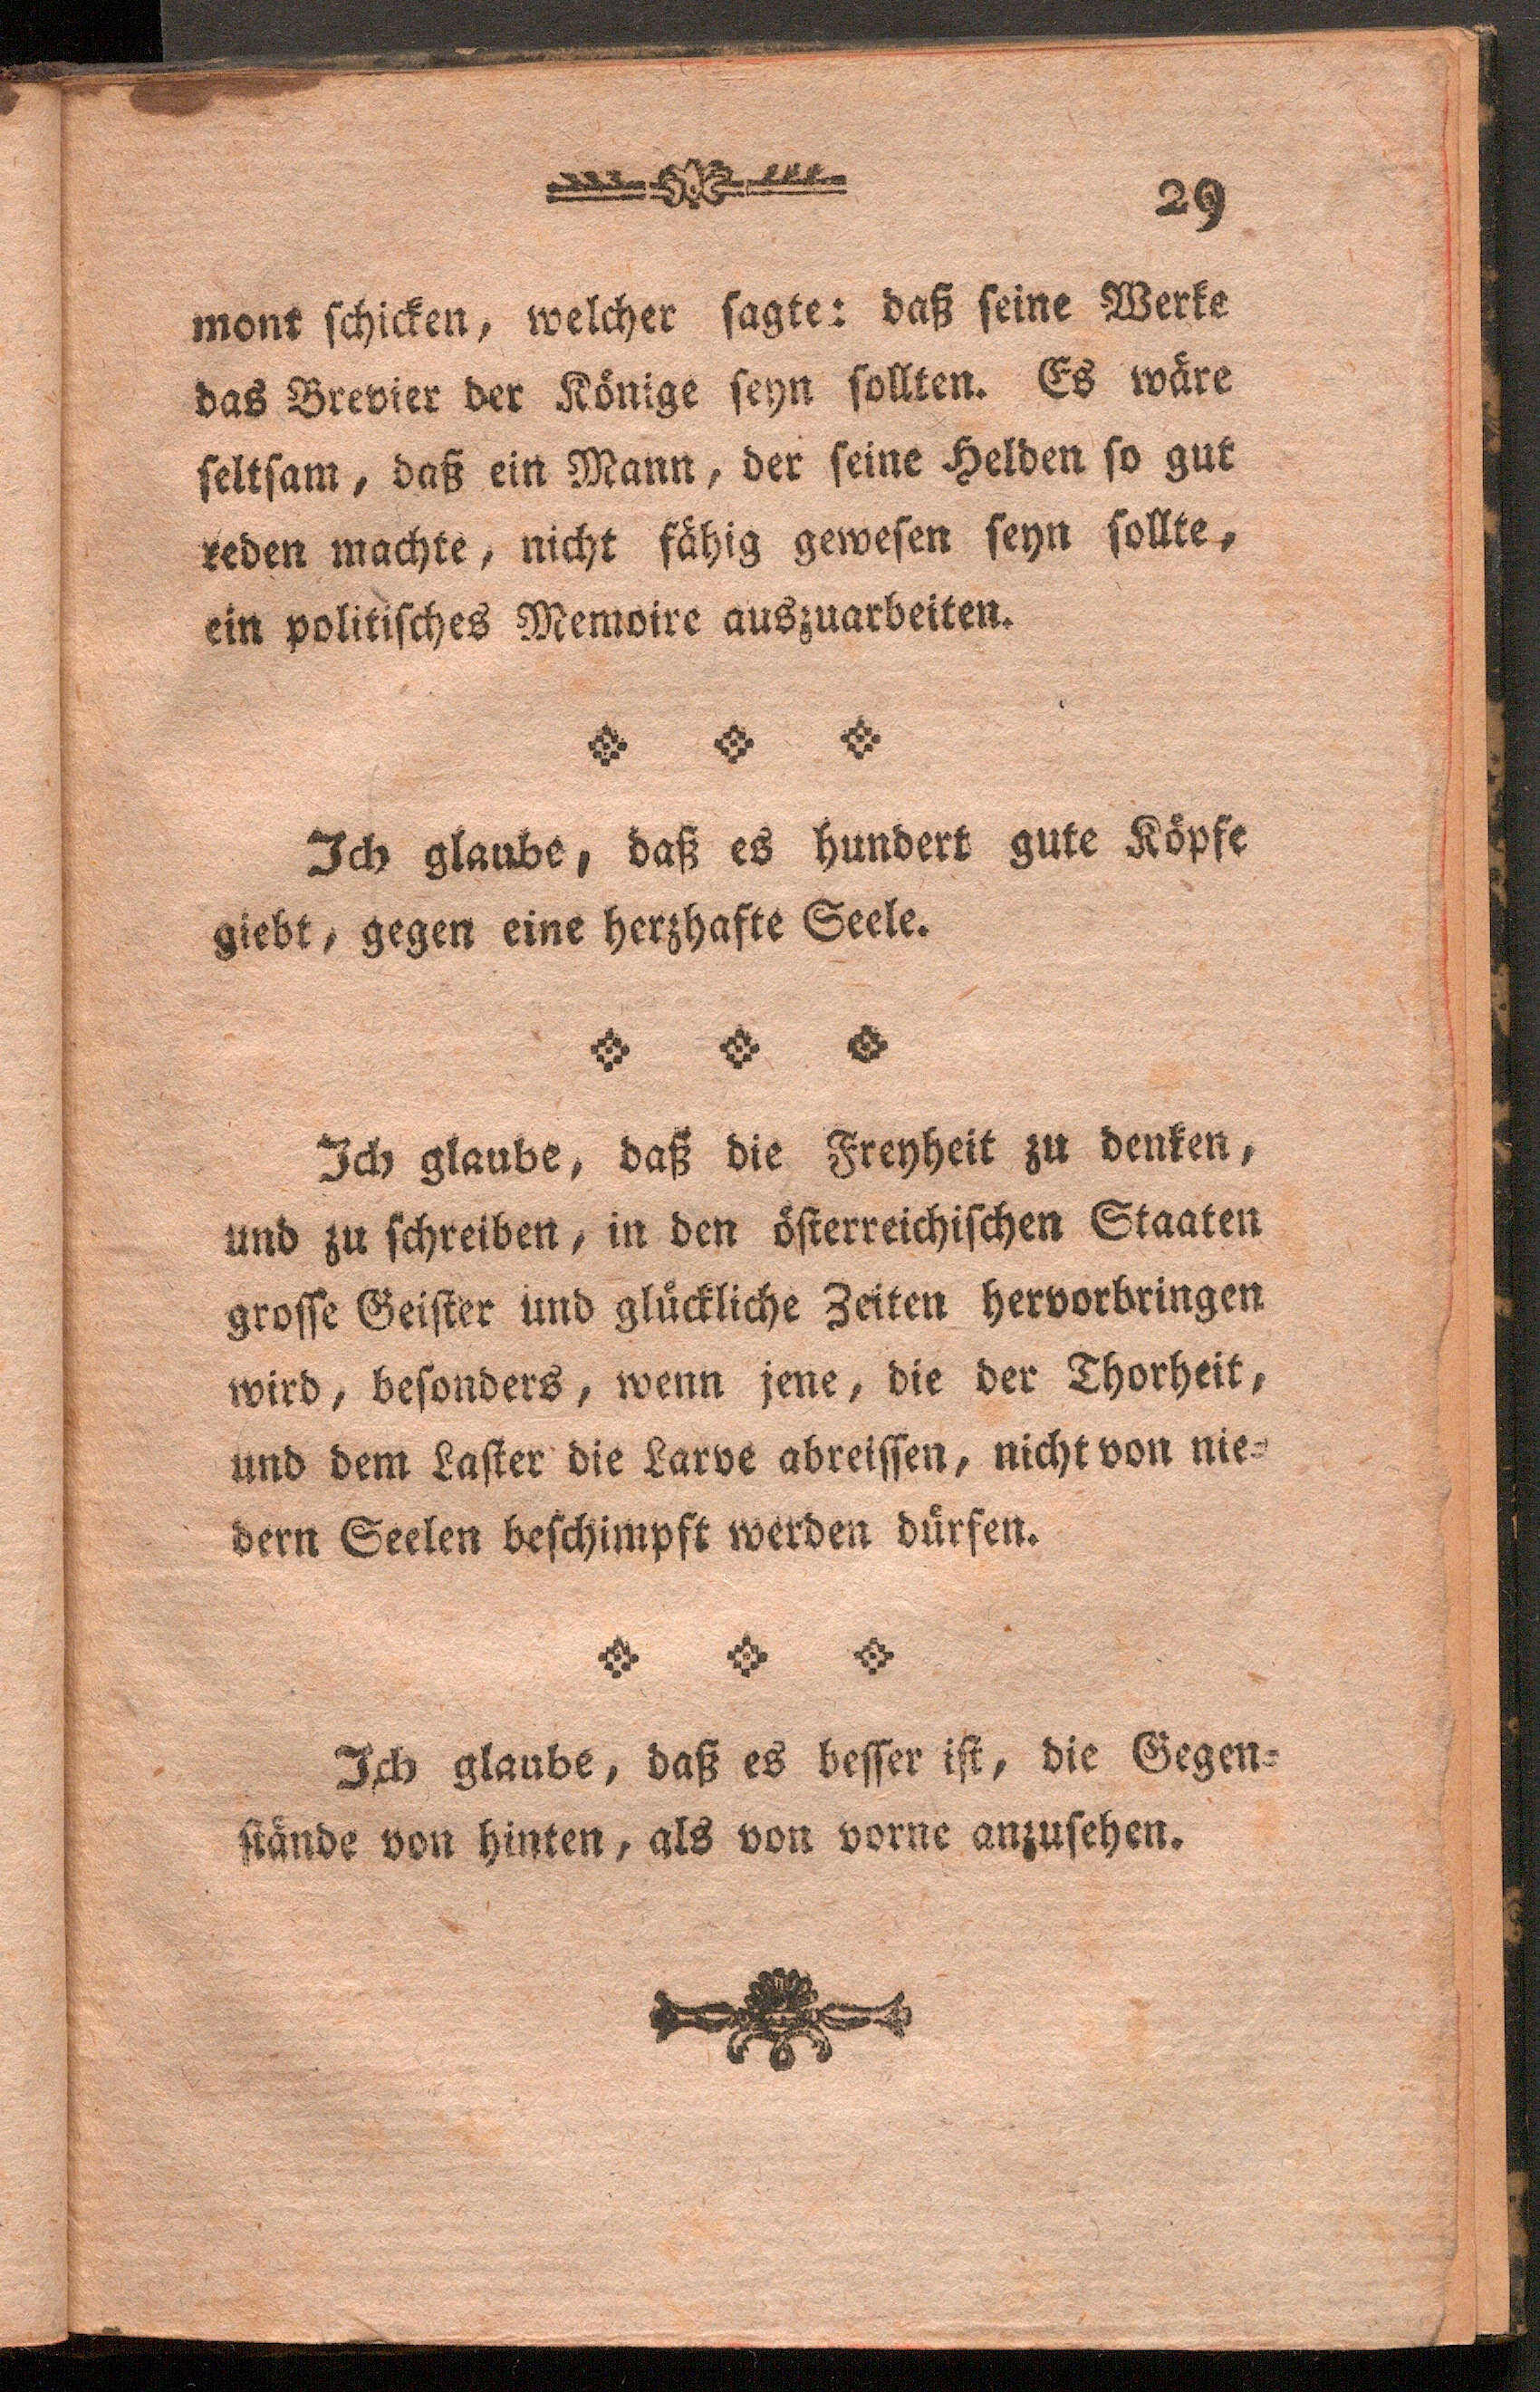 29
mont schicken, welcher sagte: daß seine Werke
das Brevier der Könige seyn sollten. Es wäre
seltsam, daß ein Mann, der seine Helden so gut
reden machte, nicht fähig gewesen seyn sollte,
ein politisches Memoire auszuarbeiten.
Ich glaube, daß es hundert gute Köpfe
giebt, gegen eine herzhafte Seele.
Ich glaube, daß die Freyheit zu denken,
und zu schreiben, in den österreichischen Staaten
grosse Geister und glückliche Zeiten hervorbringen
wird, besonders, wenn jene, die der Thorheit,
und dem Laster die Larve abreissen, nicht von nie-
dern Seelen beschimpft werden dürfen.
Ich glaube, daß es besser ist, die Gegen-
stände von hinten, als von vorne anzusehen.